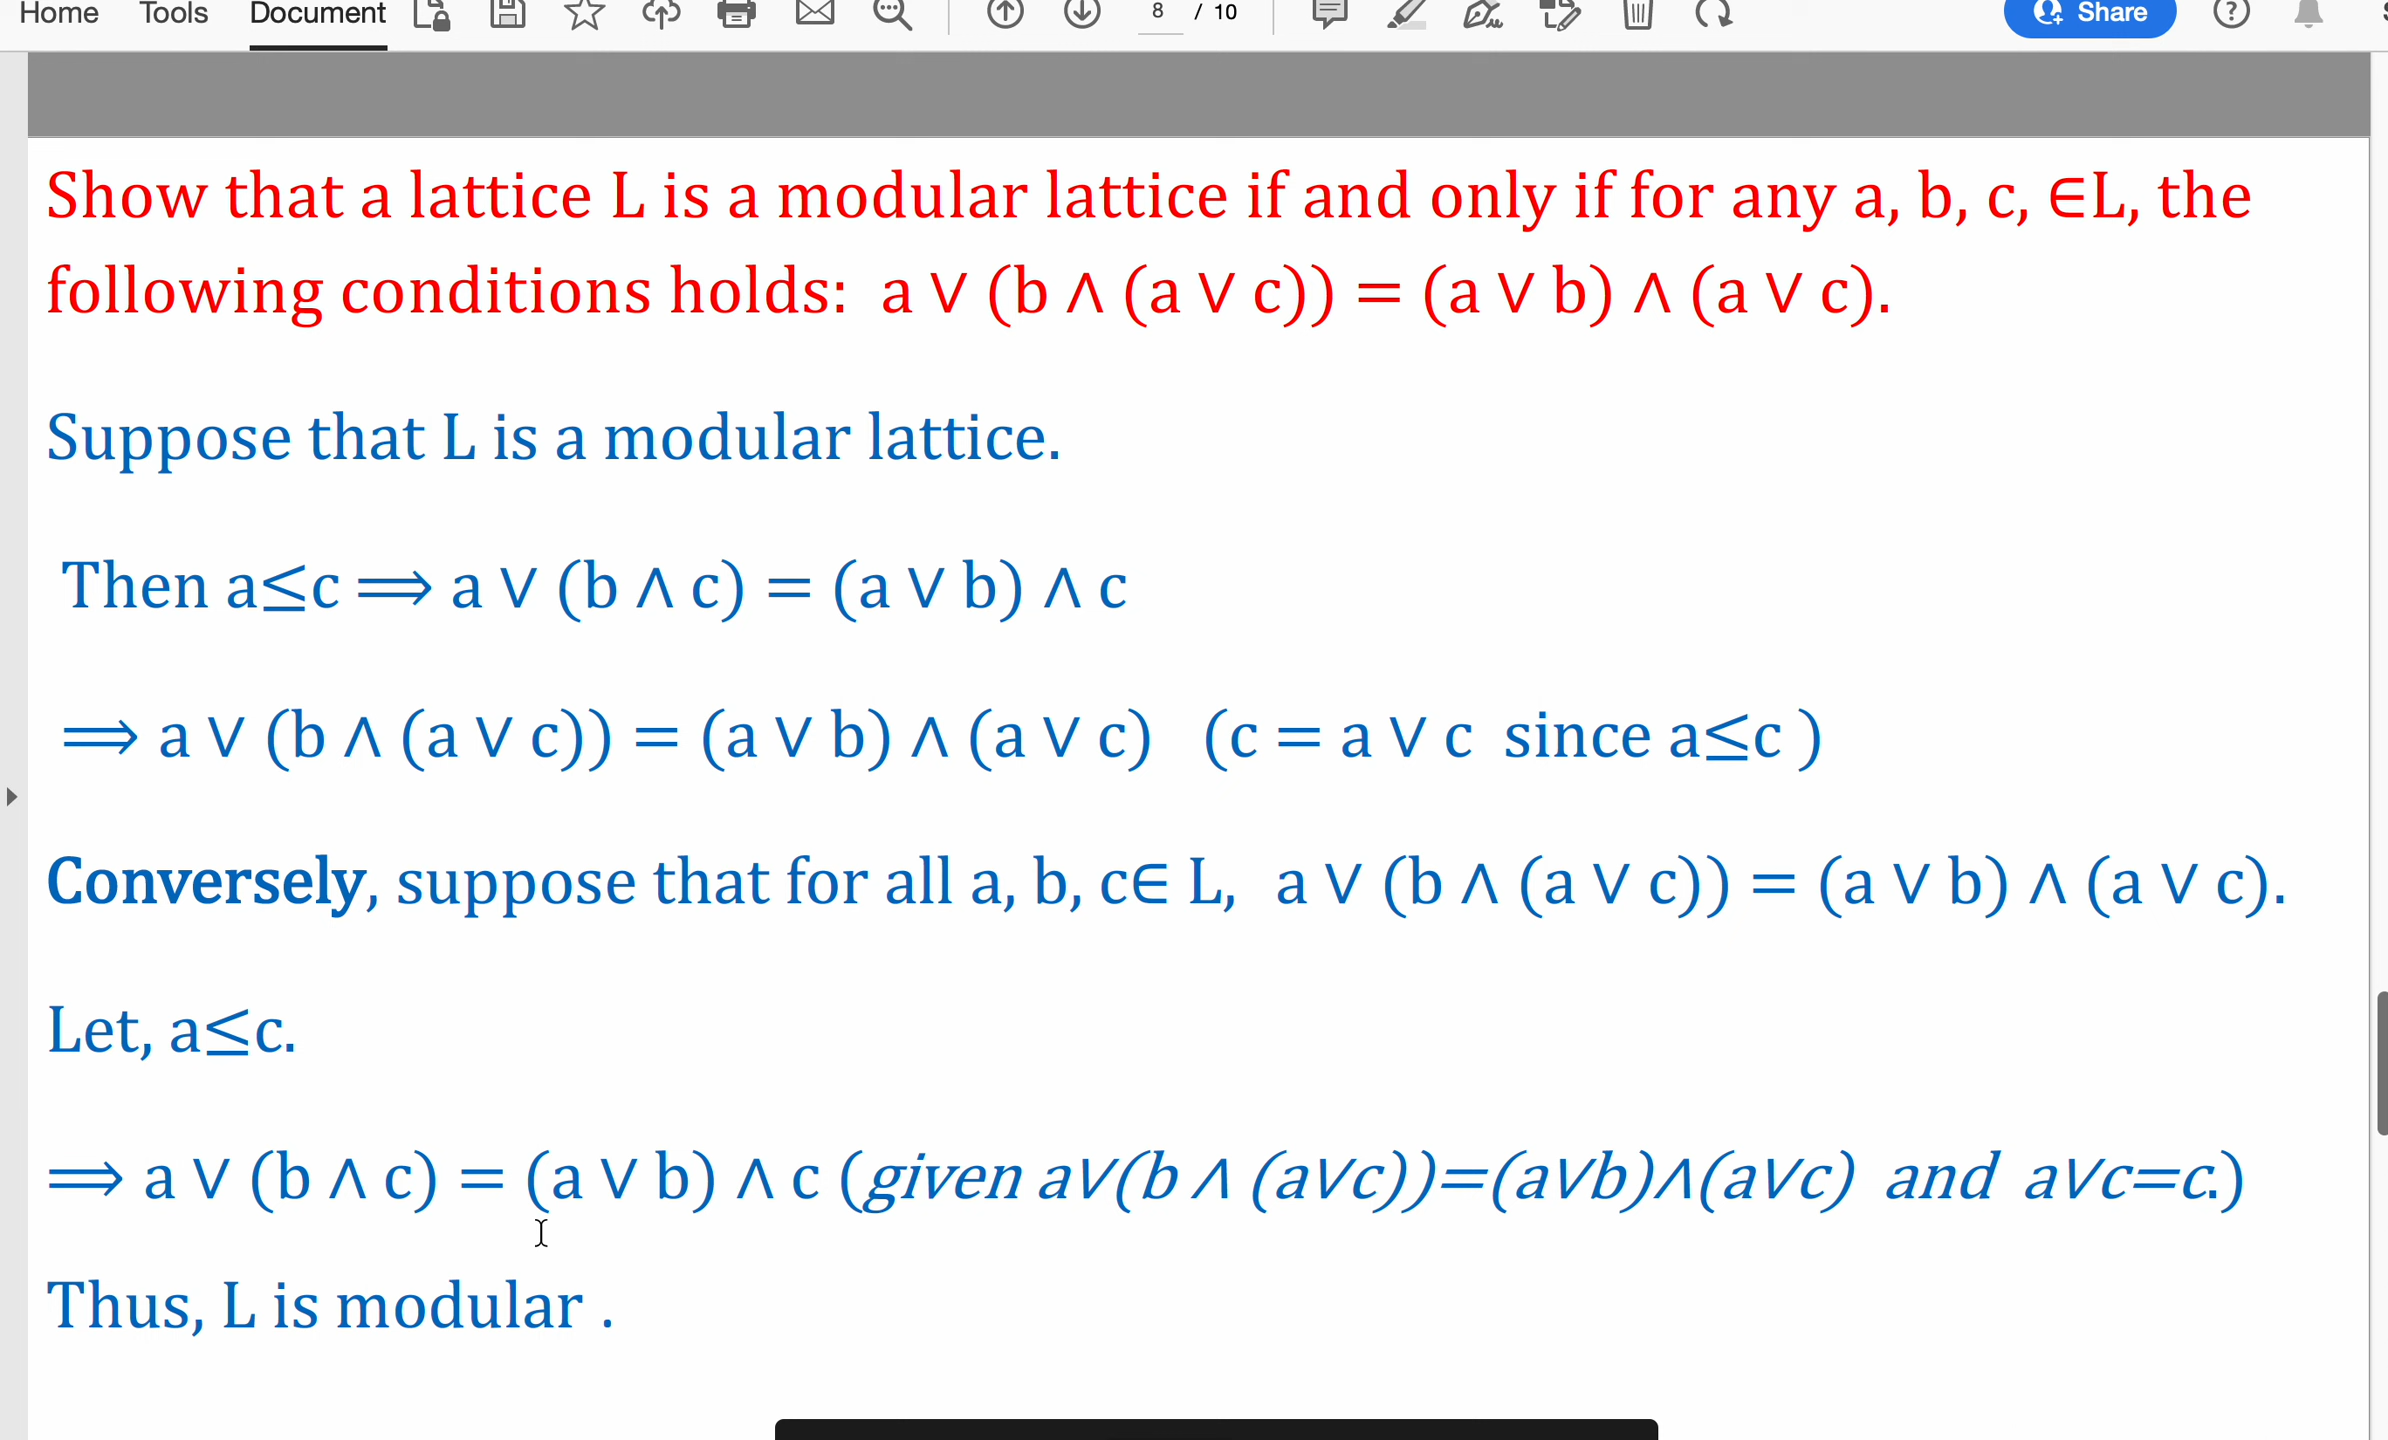 Home Tools Document 8 / 10 Share
Show that a lattice L is a modular lattice if and only if for any a, b, c, ∈L, the
following conditions holds: a ∨ (b ∧ (a ∨ c)) = (a ∨ b) ∧ (a ∨ c).
Suppose that L is a modular lattice.
Then a≤c ⟹ a ∨ (b ∧ c) = (a ∨ b) ∧ c
⟹ a ∨ (b ∧ (a ∨ c)) = (a ∨ b) ∧ (a ∨ c) (c = a ∨ c since a≤c )
Conversely, suppose that for all a, b, c∈ L, a ∨ (b ∧ (a ∨ c)) = (a ∨ b) ∧ (a ∨ c).
Let, a≤c.
⟹ a ∨ (b ∧ c) = (a ∨ b) ∧ c (given a∨(b ∧ (a∨c))=(a∨b)∧(a∨c) and a∨c=c.)
Thus, L is modular .